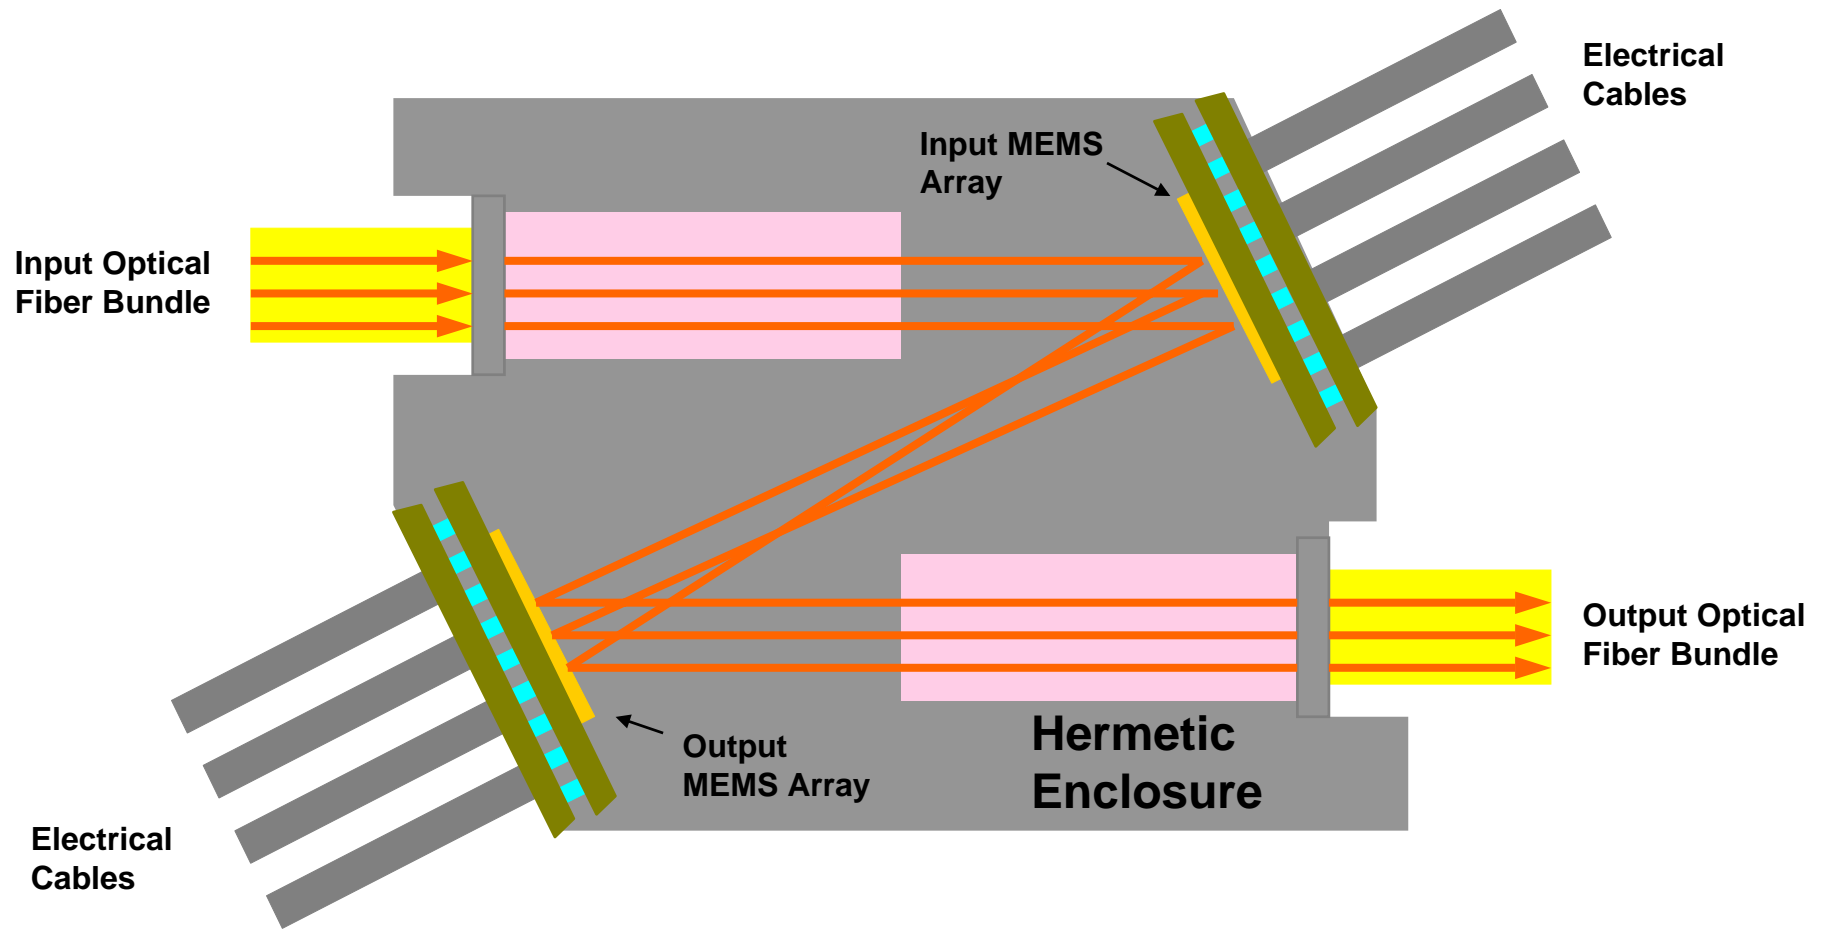 Electrical
Cables
Input MEMS
Array
Input Optical
Fiber Bundle
Output Optical
Fiber Bundle
Hermetic
Enclosure
Output
MEMS Array
Electrical
Cables